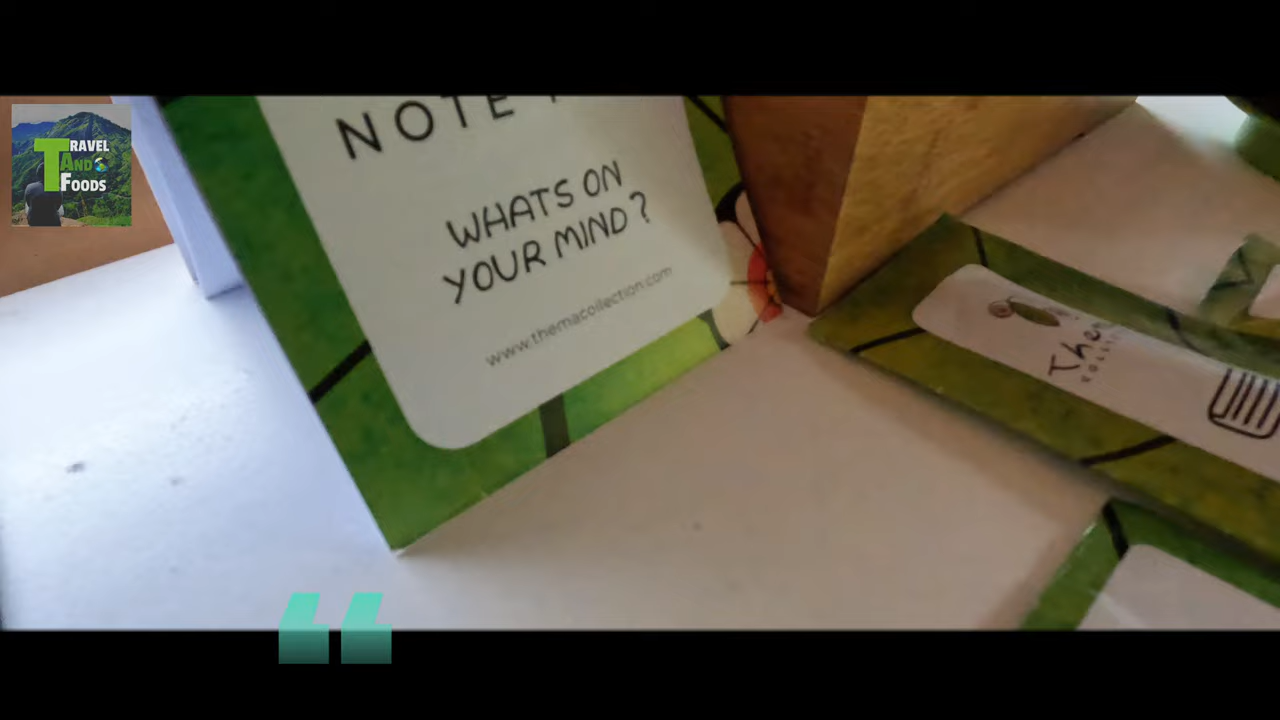 TRAVEL
AND
FOODS
NOTE
WHATS ON
YOUR MIND?
www.themacollection.com
“